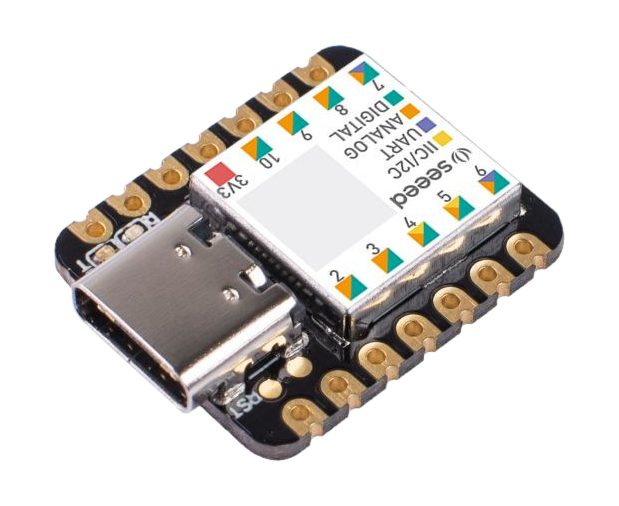 7
8
9
10
3V3
DIGITAL
ANALOG
UART
IIC/I2C
seeed
6
5
4
3
2
RST